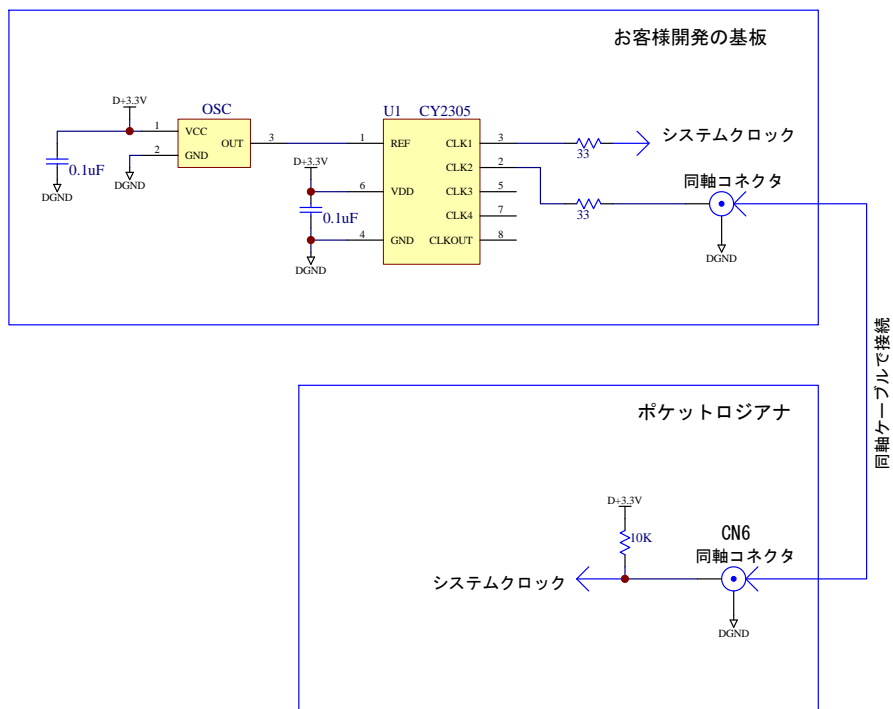 お客様開発の基板
D+3.3V
OSC
1 VCC
OUT 3
2 GND
0.1uF
DGND
DGND
U1 CY2305
1 REF
CLK1 3
CLK2 2
6 VDD
CLK3 5
CLK4 7
4 GND
CLKOUT 8
D+3.3V
0.1uF
DGND
33
システムクロック
33
同軸コネクタ
DGND
同軸ケーブルで接続
ポケットロジアナ
D+3.3V
10K
CN6
同軸コネクタ
システムクロック
DGND